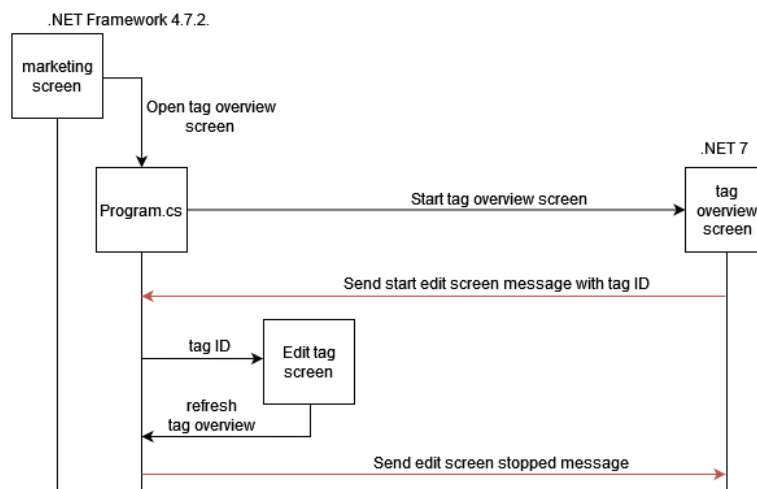 .NET Framework 4.7.2.
marketing
screen
Open tag overview
screen
.NET 7
Program.cs
Start tag overview screen
tag
overview
screen
Send start edit screen message with tag ID
tag ID
Edit tag
screen
refresh
tag overview
Send edit screen stopped message